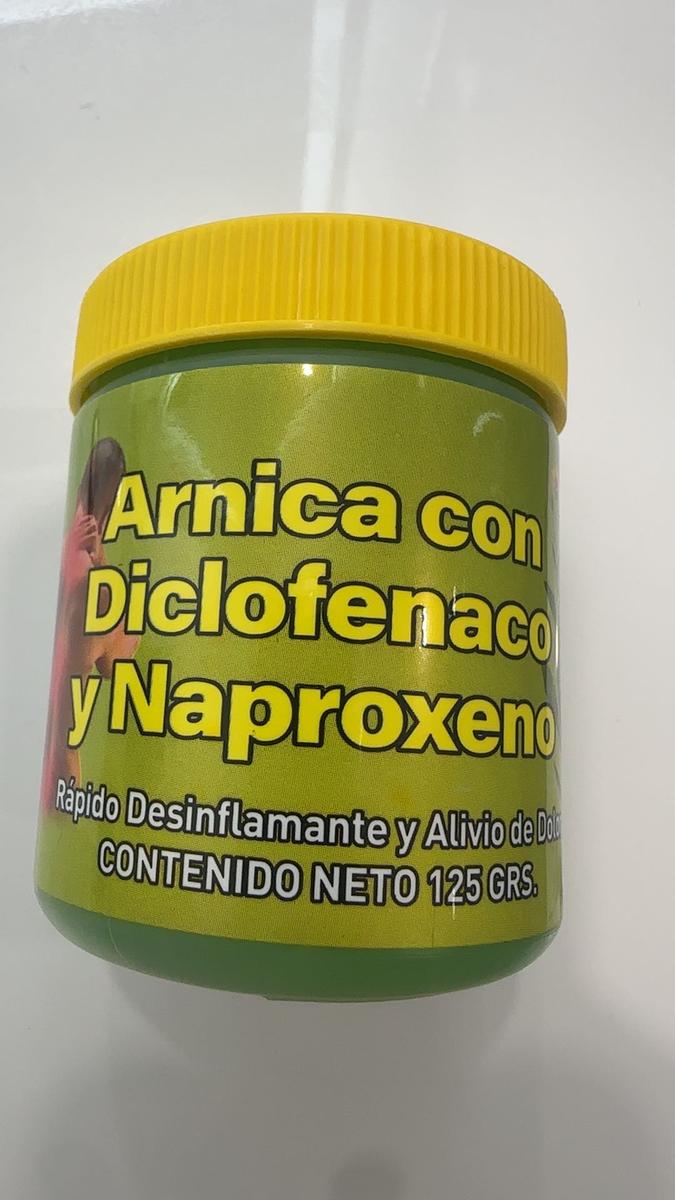 Arnica con
Diclofenaco
y Naproxeno
Rápido Desinflamante y Alivio de
CONTENIDO NETO 125 GRS.